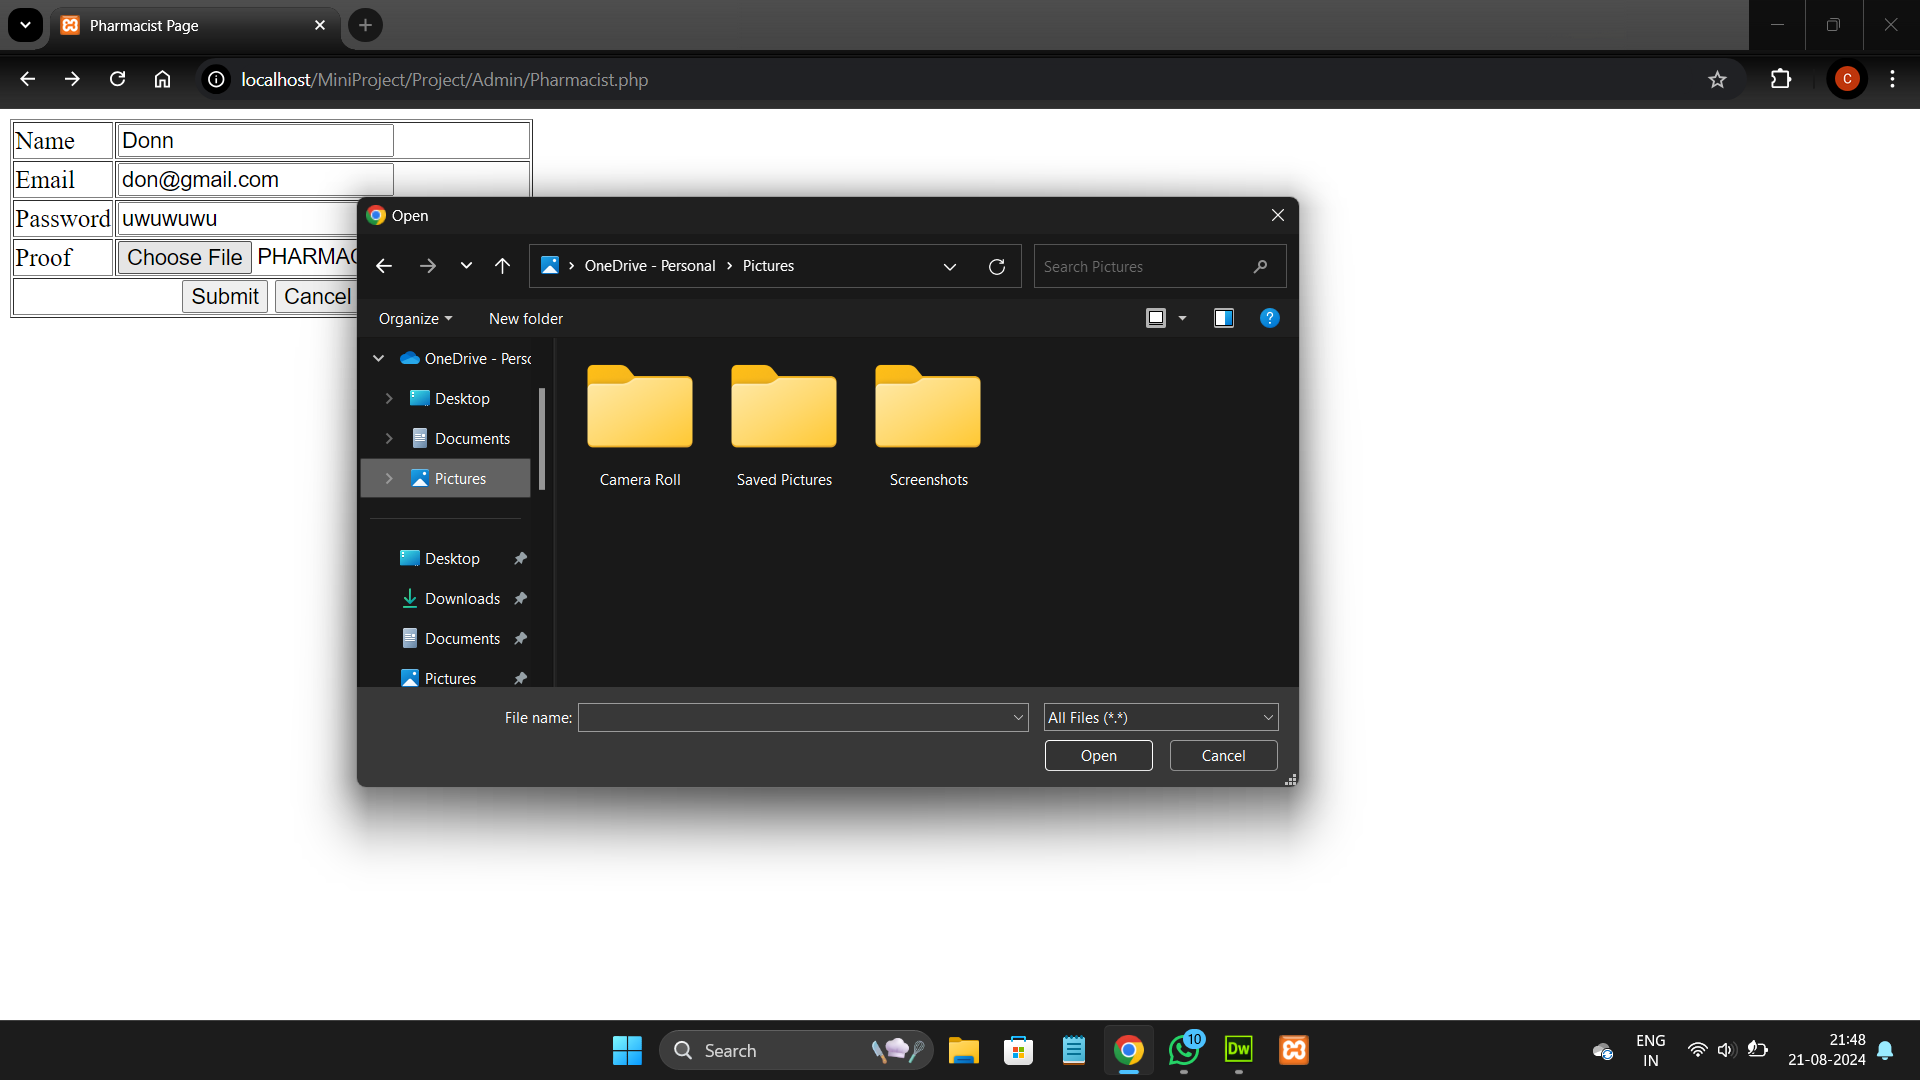 Pharmacist Page
localhost/MiniProject/Project/Admin/Pharmacist.php
C
Name Donn
Email don@gmail.com
Password uwuwuwu
Proof Choose File PHARMAC
Submit Cancel
Open
OneDrive - Personal > Pictures
Search Pictures
Organize
New folder
?
OneDrive - Perso
Desktop
Documents
Pictures
Camera Roll
Saved Pictures
Screenshots
Desktop
Downloads
Documents
Pictures
File name:
All Files (*.*)
Open
Cancel
Search
10
Dw
ENG
IN
21:48
21-08-2024